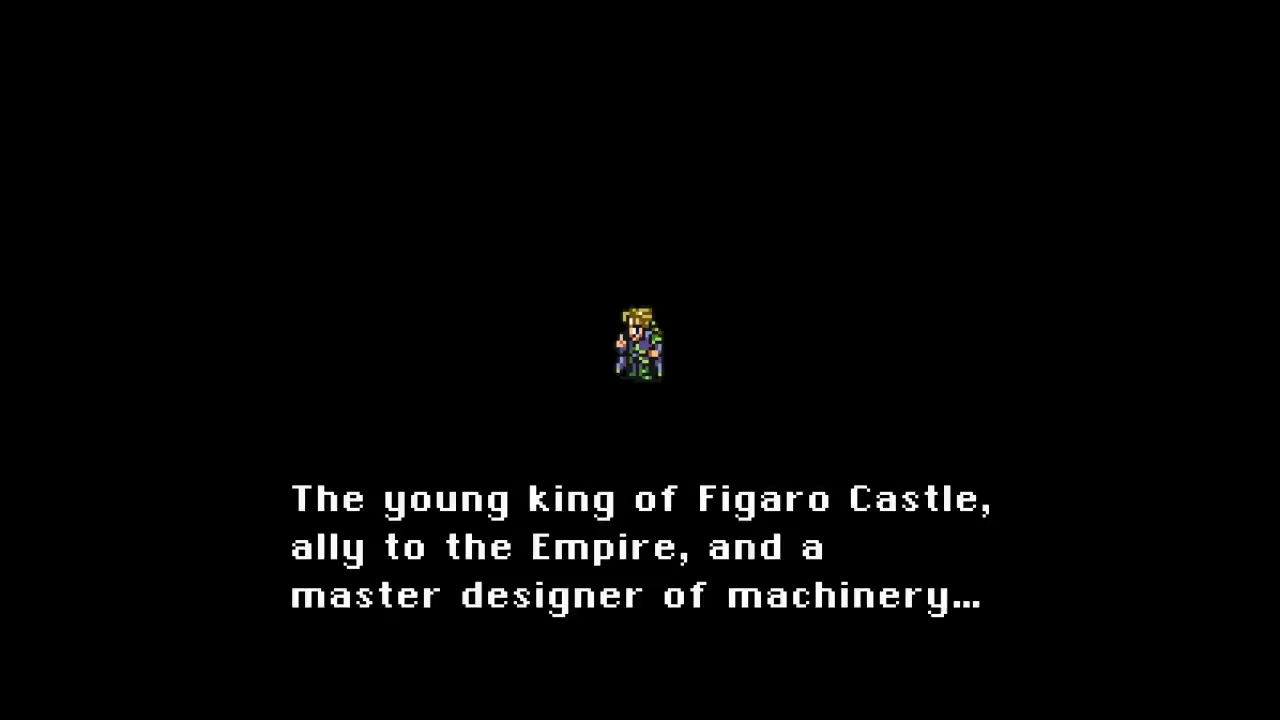 The young king of Figaro Castle,
ally to the Empire, and a
master designer of machinery…